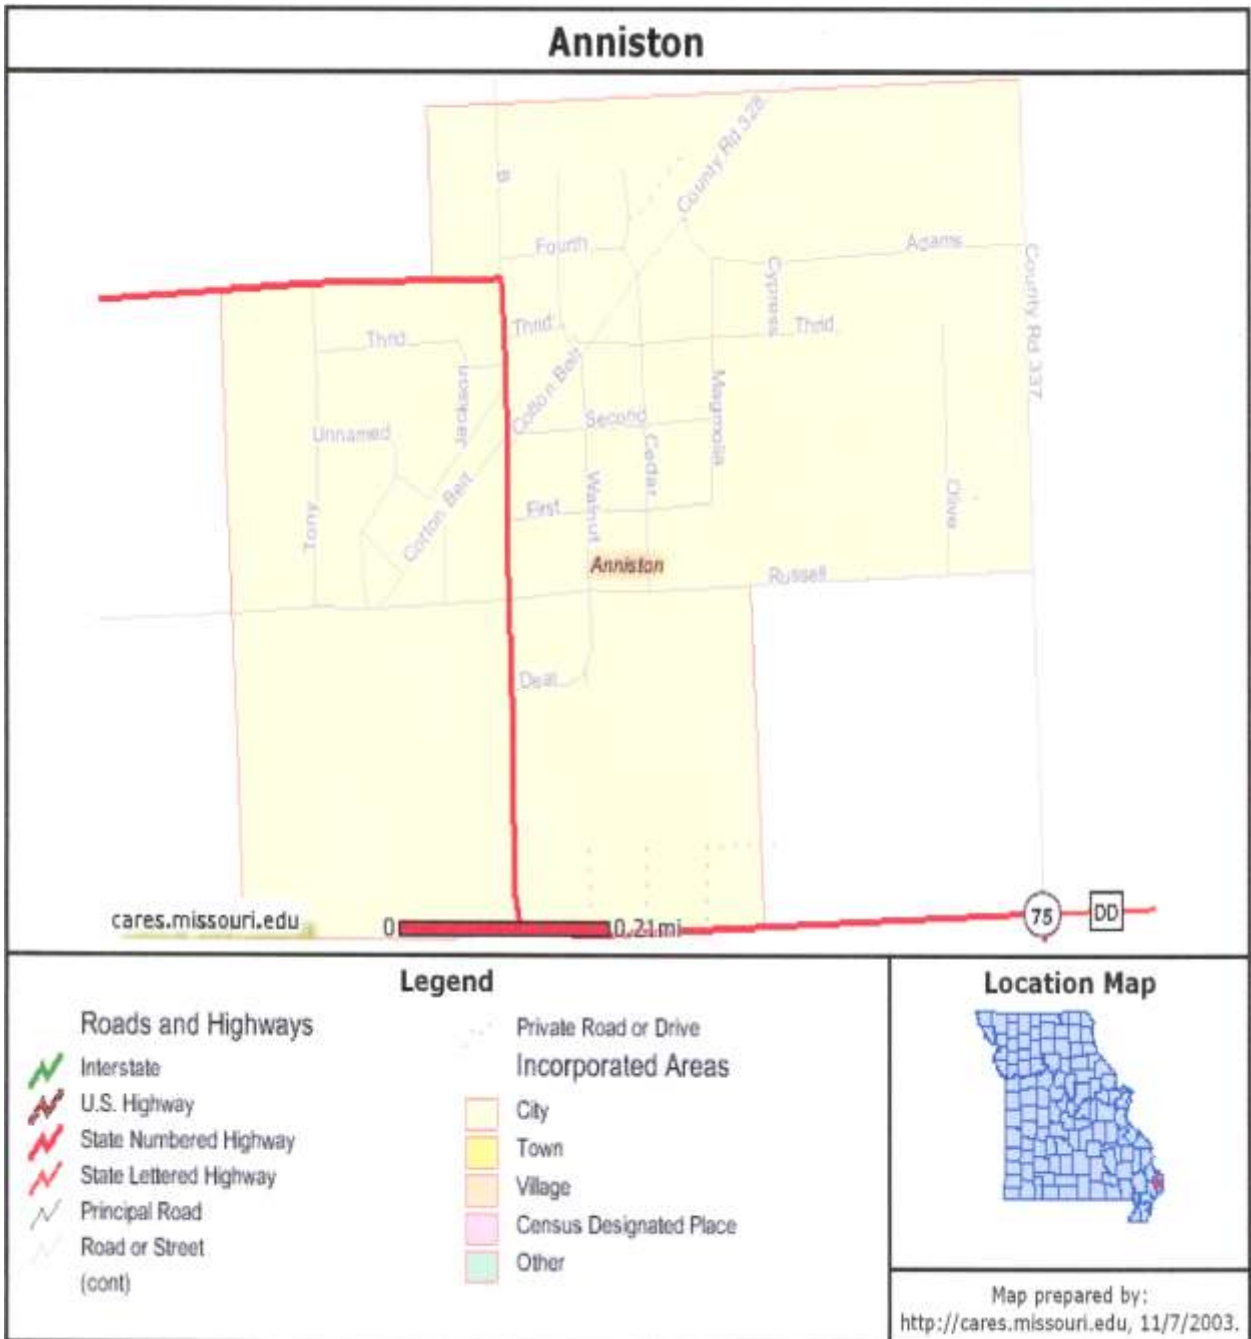 Anniston
County Rd 328
B
Fourth
Adams
Cypress
County Rd 337
Thrid
Thrid
Thrid
Cotton Belt
Jackson
Magmolia
Second
Unnamed
Cedar
Cotton Belt
Walnut
Olive
First
Tony
Anniston
Russell
Deal
cares.missouri.edu
0
0.21mi
75
DD
Legend
Roads and Highways
Interstate
U.S. Highway
State Numbered Highway
State Lettered Highway
Principal Road
Road or Street
(cont)
Private Road or Drive
Incorporated Areas
City
Town
Village
Census Designated Place
Other
Location Map
Map prepared by:
http://cares.missouri.edu, 11/7/2003.